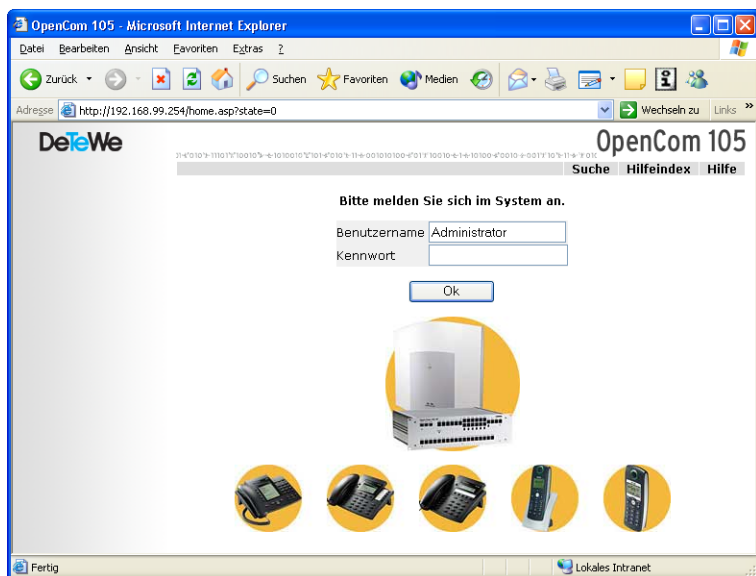 OpenCom 105 - Microsoft Internet Explorer
Datei Bearbeiten Ansicht Favoriten Extras ?
Zurück Suchen Favoriten Medien
Adresse http://192.168.99.254/home.asp?state=0 Wechseln zu Links »
DeTeWe
OpenCom 105
Suche Hilfeindex Hilfe
Bitte melden Sie sich im System an.
Benutzername Administrator
Kennwort
Ok
Fertig Lokales Intranet